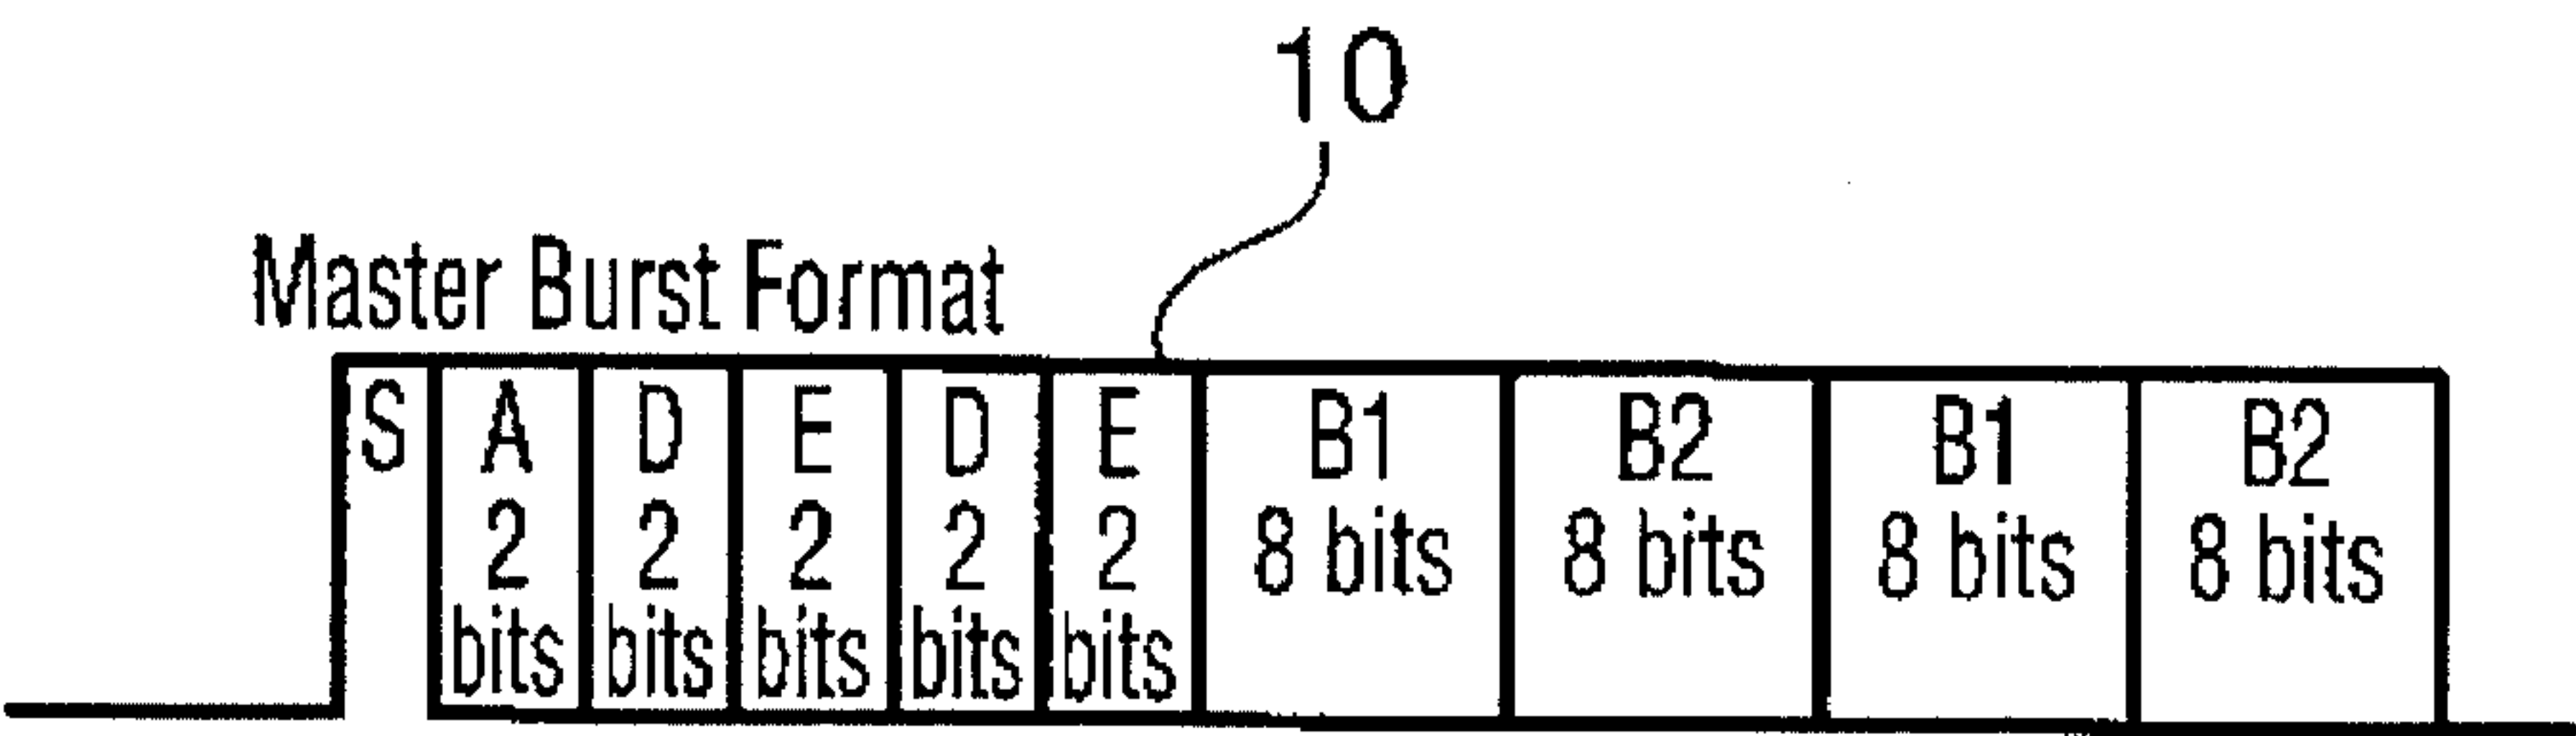 10
Master Burst Format
S A D E D E B1 B2 B1 B2
2 2 2 2 2 8 bits 8 bits 8 bits 8 bits
bits bits bits bits bits